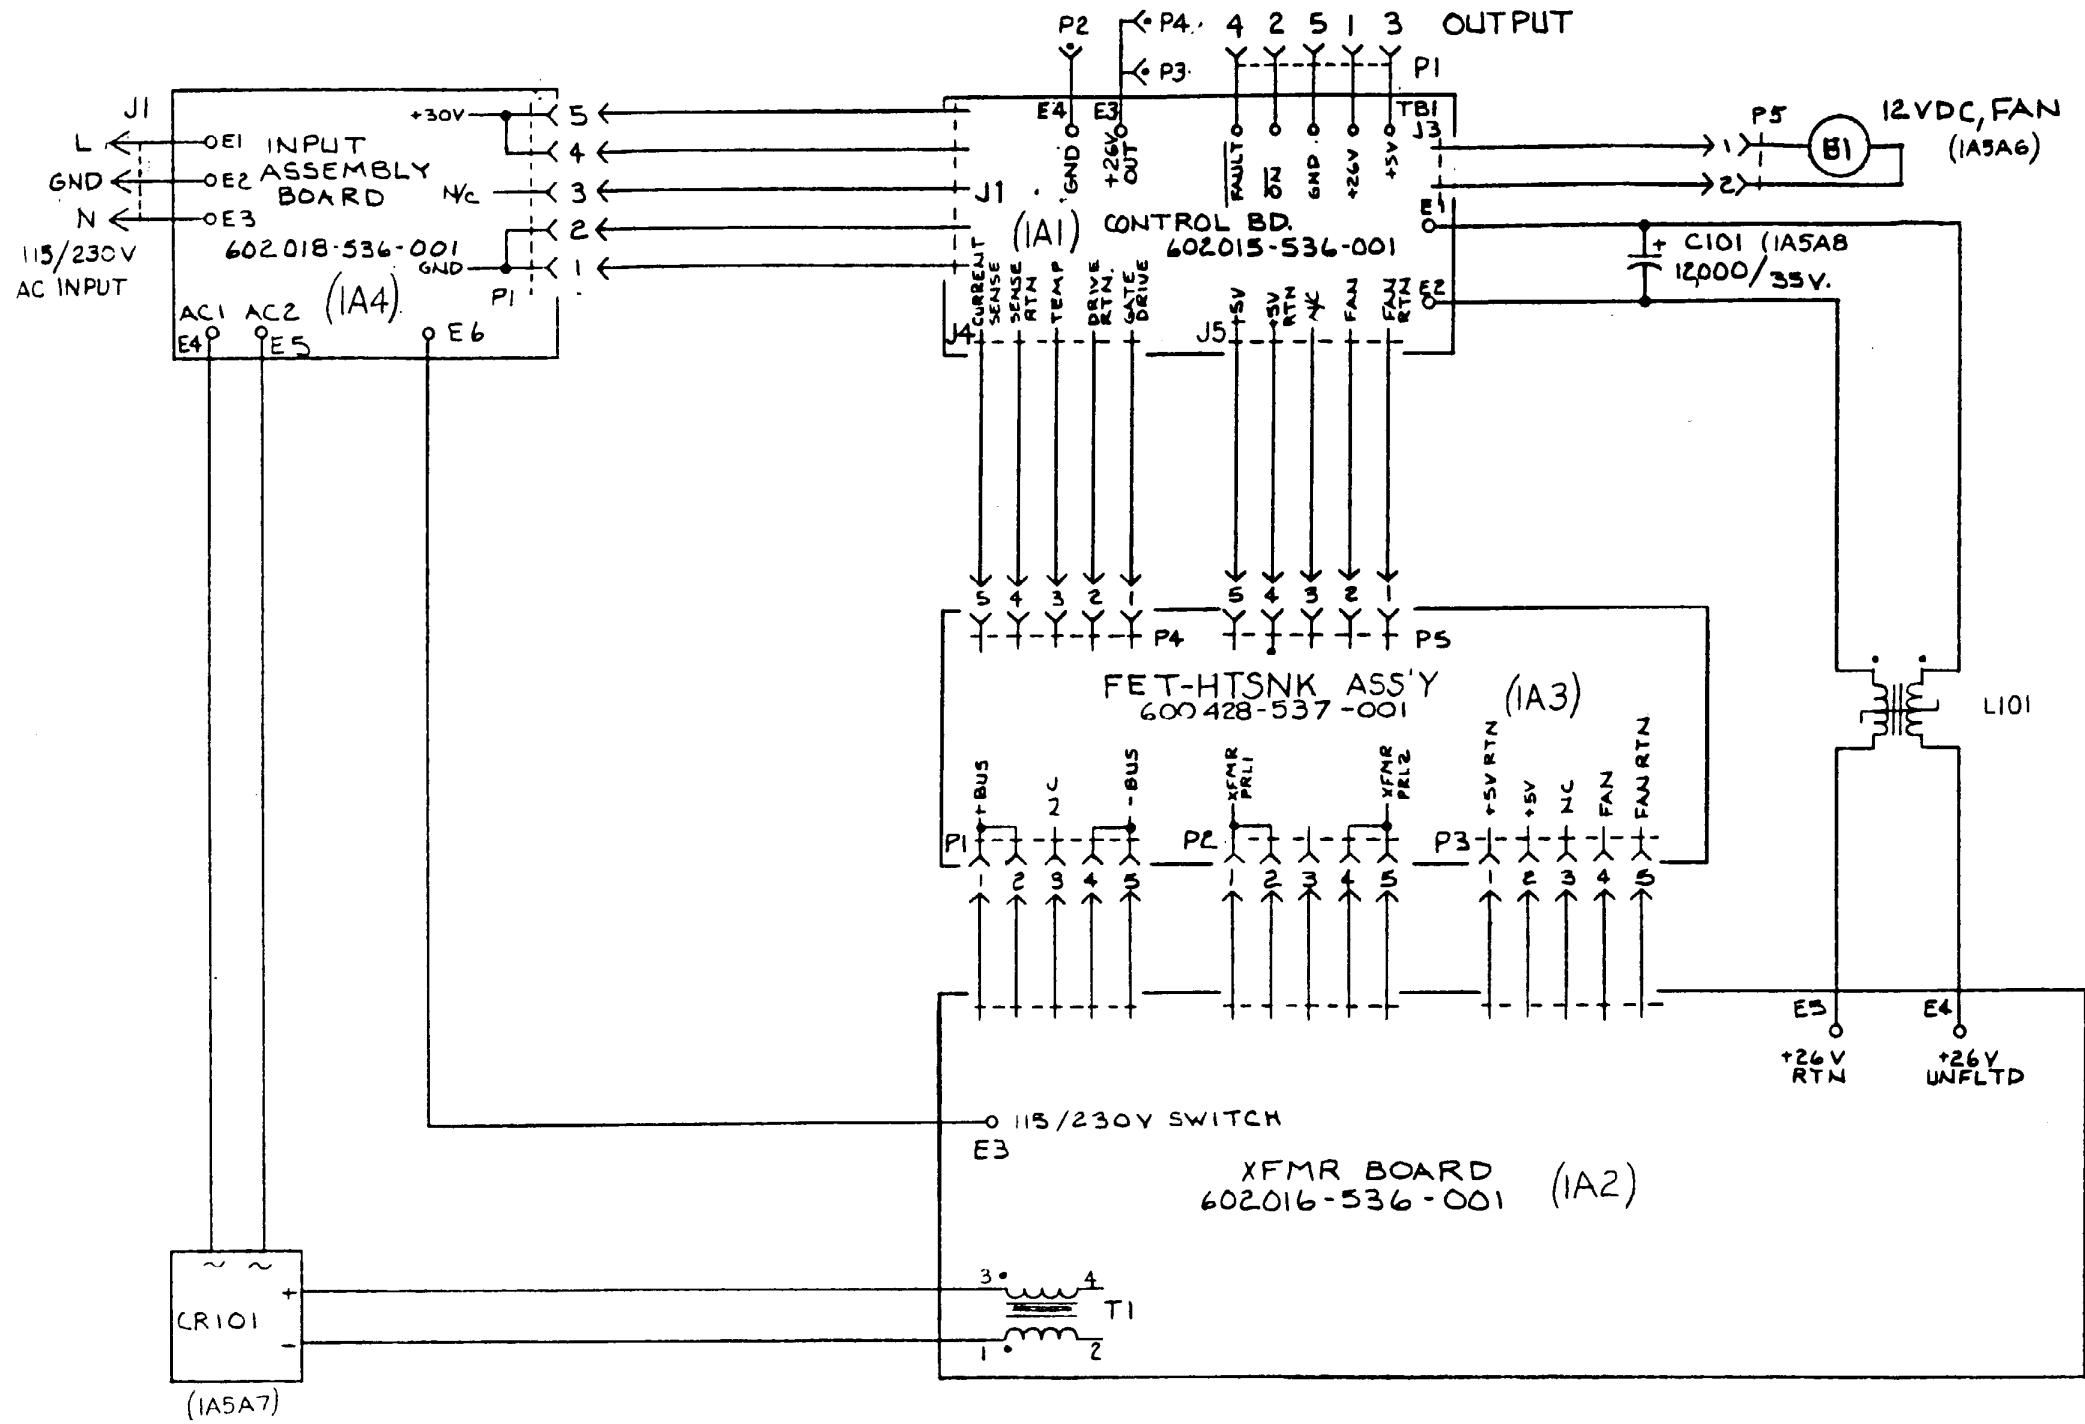 P2 P4. 4 2 5 1 3 OUTPUT
P3. P1
J1 +30V 5 E4 E3 TB1 J3 P5 12VDC, FAN
L E1 INPUT 4 GND +26V OUT FAULT ON GND +26V +5V 1 B1 (1A5A6)
GND E2 ASSEMBLY N/C 3 J1 2
N E3 BOARD 2 (1A1) CONTROL BD. E1
115/230V 602018-536-001 GND 1 602015-536-001 + C101 (1A5A8
AC INPUT (1A4) P1 E2 12,000/35V.
CURRENT SENSE SENSE RTN TEMP DRIVE RTN. GATE DRIVE +5V +5V RTN N/C FAN FAN RTN
AC1 AC2 J4 J5
E4 E5 E6
5 4 3 2 1 5 4 3 2 1
P4 P5
FET-HTSNK ASS'Y (1A3)
600428-537-001
L101
+BUS NC -BUS XFMR PRI.1 XFMR PRI.2 +5V RTN +5V NC FAN FAN RTN
P1 P2 P3
1 2 3 4 5 1 2 3 4 5 1 2 3 4 5
E5 E4
+26V RTN +26V UNFLTD
115/230V SWITCH
E3
XFMR BOARD (1A2)
602016-536-001
~ ~
3 4
+
CR101 T1
-
1 2
(1A5A7)